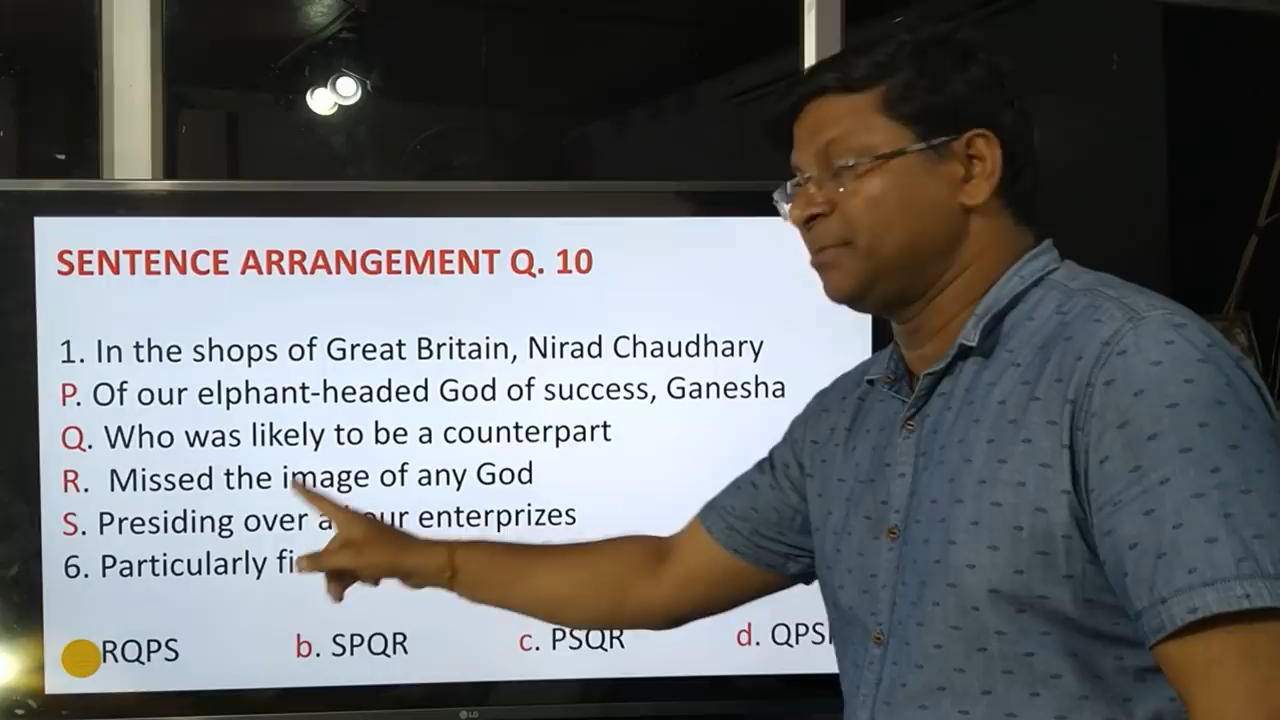 SENTENCE ARRANGEMENT Q. 10
1. In the shops of Great Britain, Nirad Chaudhary
P. Of our elphant-headed God of success, Ganesha
Q. Who was likely to be a counterpart
R. Missed the image of any God
S. Presiding over our enterprizes
6. Particularly
RQPS b. SPQR c. PSQR d.
LG